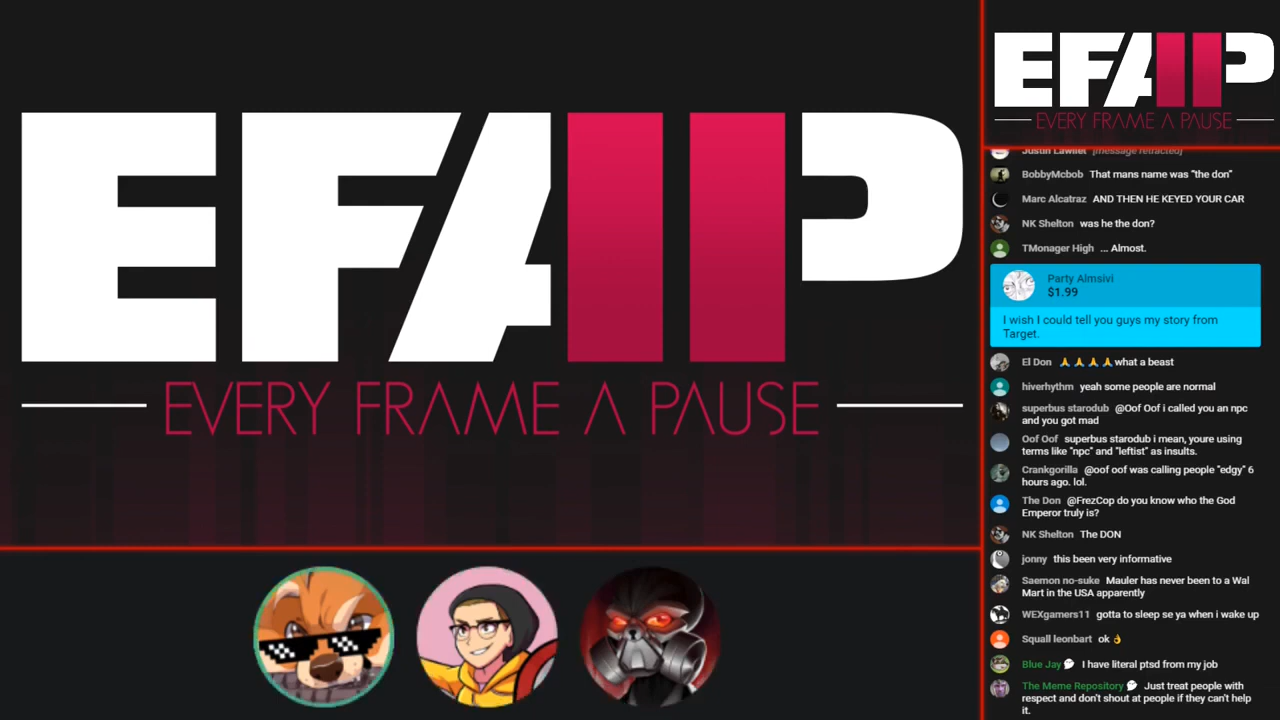 EFAP
EVERY FRAME A PAUSE
EFAP
EVERY FRAME A PAUSE
Justin Lawliet [message retracted]
BobbyMcbob That mans name was "the don"
Marc Alcatraz AND THEN HE KEYED YOUR CAR
NK Shelton was he the don?
TMonager High ... Almost.
Party Almsivi
$1.99
I wish I could tell you guys my story from
Target.
El Don 🙏 🙏 🙏 🙏 what a beast
hiverhythm yeah some people are normal
superbus starodub @Oof Oof i called you an npc
and you got mad
Oof Oof superbus starodub i mean, youre using
terms like "npc" and "leftist" as insults.
Crankgorilla @oof oof was calling people "edgy" 6
hours ago. lol.
The Don @FrezCop do you know who the God
Emperor truly is?
NK Shelton The DON
jonny this been very informative
Saemon no-suke Mauler has never been to a Wal
Mart in the USA apparently
WEXgamers11 gotta to sleep se ya when i wake up
Squall leonbart ok 👌
Blue Jay I have literal ptsd from my job
The Meme Repository Just treat people with
respect and don't shout at people if they can't help
it.